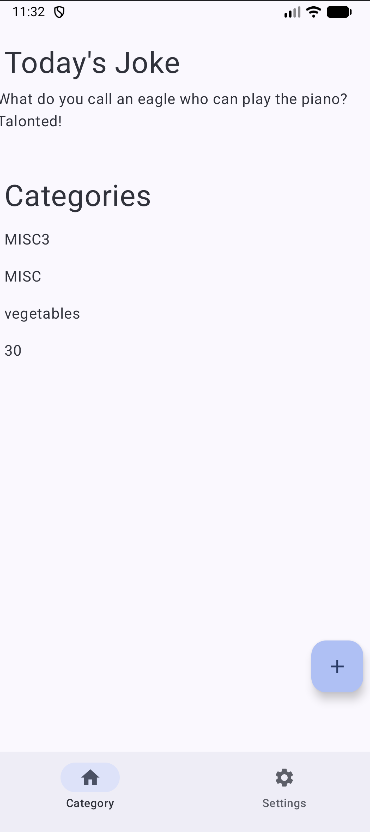 11:32
Today's Joke
What do you call an eagle who can play the piano?
Talonted!
Categories
MISC3
MISC
vegetables
30
+
Category
Settings